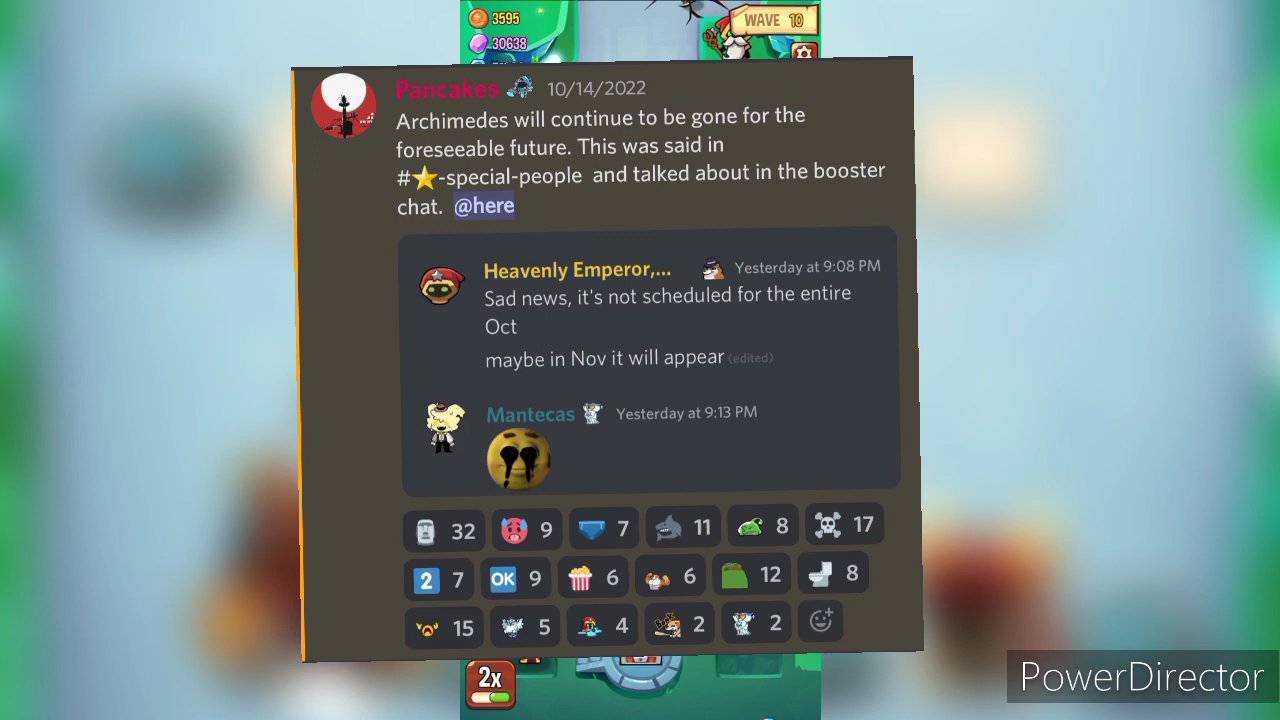 3595
30638
WAVE 10
Pancakes 10/14/2022
Archimedes will continue to be gone for the
foreseeable future. This was said in
#⭐-special-people and talked about in the booster
chat. @here
Heavenly Emperor,... Yesterday at 9:08 PM
Sad news, it's not scheduled for the entire
Oct
maybe in Nov it will appear (edited)
Mantecas Yesterday at 9:13 PM
32 9 7 11 8 17
2 7 OK 9 6 6 12 8
15 5 4 2 2
2x
PowerDirector